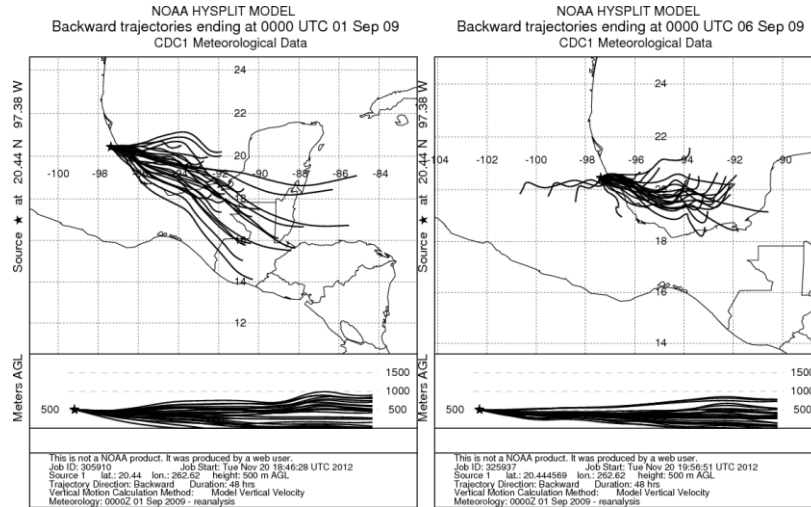 NOAA HYSPLIT MODEL
Backward trajectories ending at 0000 UTC 01 Sep 09
CDC1 Meteorological Data
Source ★ at 20.44 N 97.38 W
24
22
20
-100
-98
-96
-94
-92
-90
-88
-86
-84
18
16
14
12
Meters AGL
1500
1000
500
500
This is not a NOAA product. It was produced by a web user.
Job ID: 305910 Job Start: Tue Nov 20 18:46:28 UTC 2012
Source 1 lat.: 20.44 lon.: 262.62 height: 500 m AGL
Trajectory Direction: Backward Duration: 48 hrs
Vertical Motion Calculation Method: Model Vertical Velocity
Meteorology: 0000Z 01 Sep 2009 - reanalysis
NOAA HYSPLIT MODEL
Backward trajectories ending at 0000 UTC 06 Sep 09
CDC1 Meteorological Data
Source ★ at 20.44 N 97.38 W
24
22
-104
-102
-100
-98
-96
-94
-92
-90
18
16
14
Meters AGL
1500
1000
500
500
This is not a NOAA product. It was produced by a web user.
Job ID: 325937 Job Start: Tue Nov 20 19:56:51 UTC 2012
Source 1 lat.: 20.444569 lon.: 262.62 height: 500 m AGL
Trajectory Direction: Backward Duration: 48 hrs
Vertical Motion Calculation Method: Model Vertical Velocity
Meteorology: 0000Z 06 Sep 2009 - reanalysis